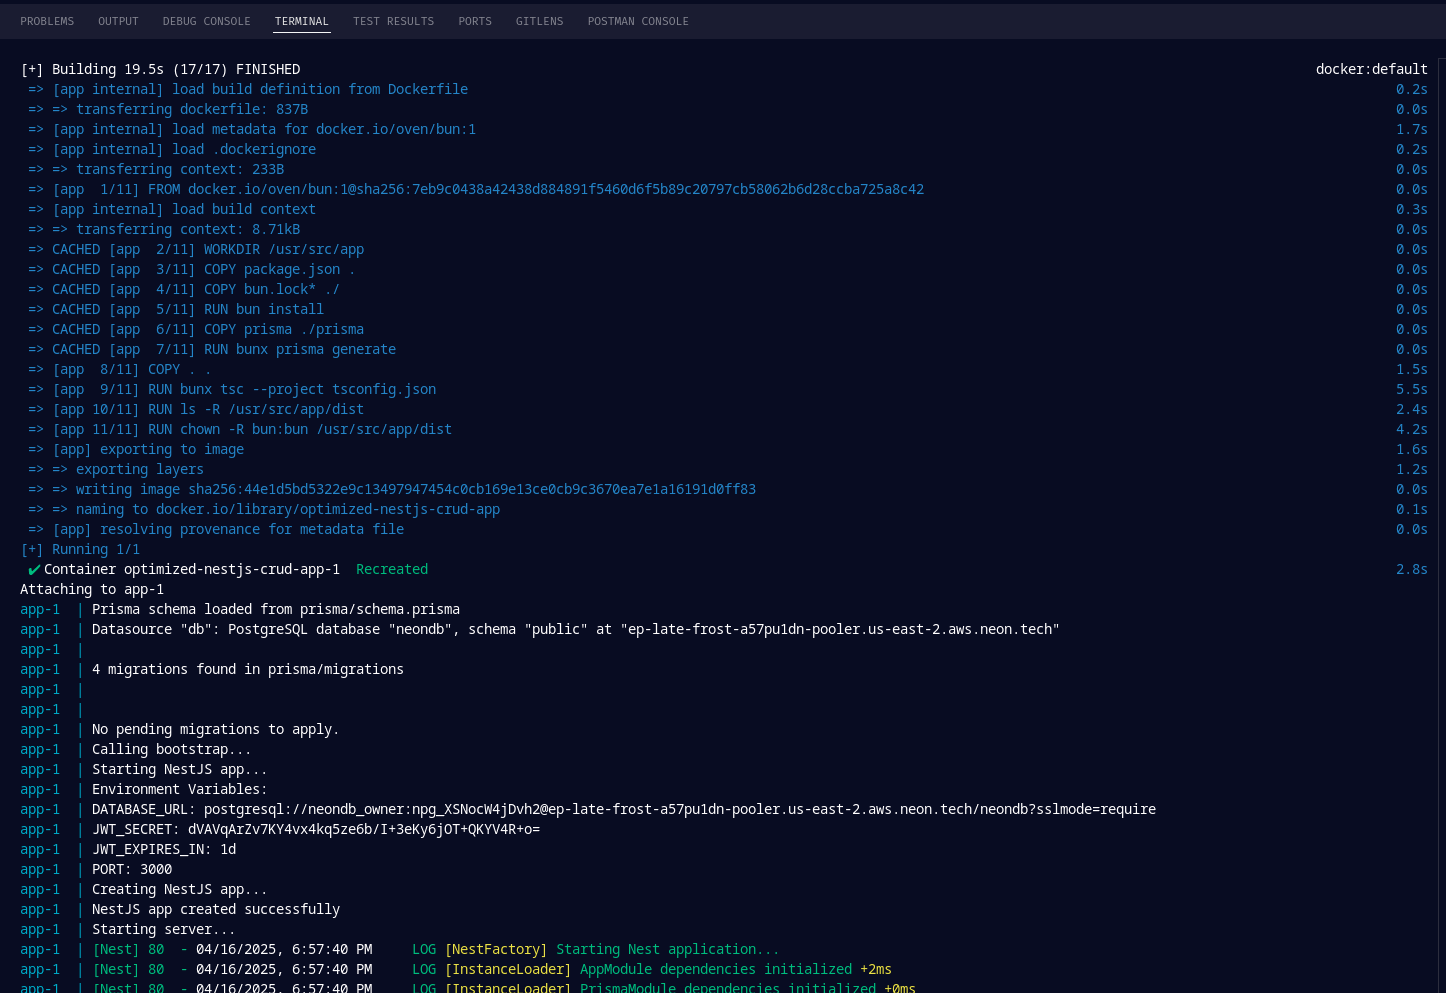 PROBLEMS OUTPUT DEBUG CONSOLE TERMINAL TEST RESULTS PORTS GITLENS POSTMAN CONSOLE
[+] Building 19.5s (17/17) FINISHED docker:default
=> [app internal] load build definition from Dockerfile 0.2s
=> => transferring dockerfile: 837B 0.0s
=> [app internal] load metadata for docker.io/oven/bun:1 1.7s
=> [app internal] load .dockerignore 0.2s
=> => transferring context: 233B 0.0s
=> [app  1/11] FROM docker.io/oven/bun:1@sha256:7eb9c0438a42438d884891f5460d6f5b89c20797cb58062b6d28ccba725a8c42 0.0s
=> [app internal] load build context 0.3s
=> => transferring context: 8.71kB 0.0s
=> CACHED [app  2/11] WORKDIR /usr/src/app 0.0s
=> CACHED [app  3/11] COPY package.json . 0.0s
=> CACHED [app  4/11] COPY bun.lock* ./ 0.0s
=> CACHED [app  5/11] RUN bun install 0.0s
=> CACHED [app  6/11] COPY prisma ./prisma 0.0s
=> CACHED [app  7/11] RUN bunx prisma generate 0.0s
=> [app  8/11] COPY . . 1.5s
=> [app  9/11] RUN bunx tsc --project tsconfig.json 5.5s
=> [app 10/11] RUN ls -R /usr/src/app/dist 2.4s
=> [app 11/11] RUN chown -R bun:bun /usr/src/app/dist 4.2s
=> [app] exporting to image 1.6s
=> => exporting layers 1.2s
=> => writing image sha256:44e1d5bd5322e9c13497947454c0cb169e13ce0cb9c3670ea7e1a16191d0ff83 0.0s
=> => naming to docker.io/library/optimized-nestjs-crud-app 0.1s
=> [app] resolving provenance for metadata file 0.0s
[+] Running 1/1
✔ Container optimized-nestjs-crud-app-1  Recreated 2.8s
Attaching to app-1
app-1  | Prisma schema loaded from prisma/schema.prisma
app-1  | Datasource "db": PostgreSQL database "neondb", schema "public" at "ep-late-frost-a57pu1dn-pooler.us-east-2.aws.neon.tech"
app-1  |
app-1  | 4 migrations found in prisma/migrations
app-1  |
app-1  |
app-1  | No pending migrations to apply.
app-1  | Calling bootstrap...
app-1  | Starting NestJS app...
app-1  | Environment Variables:
app-1  | DATABASE_URL: postgresql://neondb_owner:npg_XSNocW4jDvh2@ep-late-frost-a57pu1dn-pooler.us-east-2.aws.neon.tech/neondb?sslmode=require
app-1  | JWT_SECRET: dVAVqArZv7KY4vx4kq5ze6b/I+3eKy6jOT+QKYV4R+o=
app-1  | JWT_EXPIRES_IN: 1d
app-1  | PORT: 3000
app-1  | Creating NestJS app...
app-1  | NestJS app created successfully
app-1  | Starting server...
app-1  | [Nest] 80  - 04/16/2025, 6:57:40 PM     LOG [NestFactory] Starting Nest application...
app-1  | [Nest] 80  - 04/16/2025, 6:57:40 PM     LOG [InstanceLoader] AppModule dependencies initialized +2ms
app-1  | [Nest] 80  - 04/16/2025, 6:57:40 PM     LOG [InstanceLoader] PrismaModule dependencies initialized +0ms